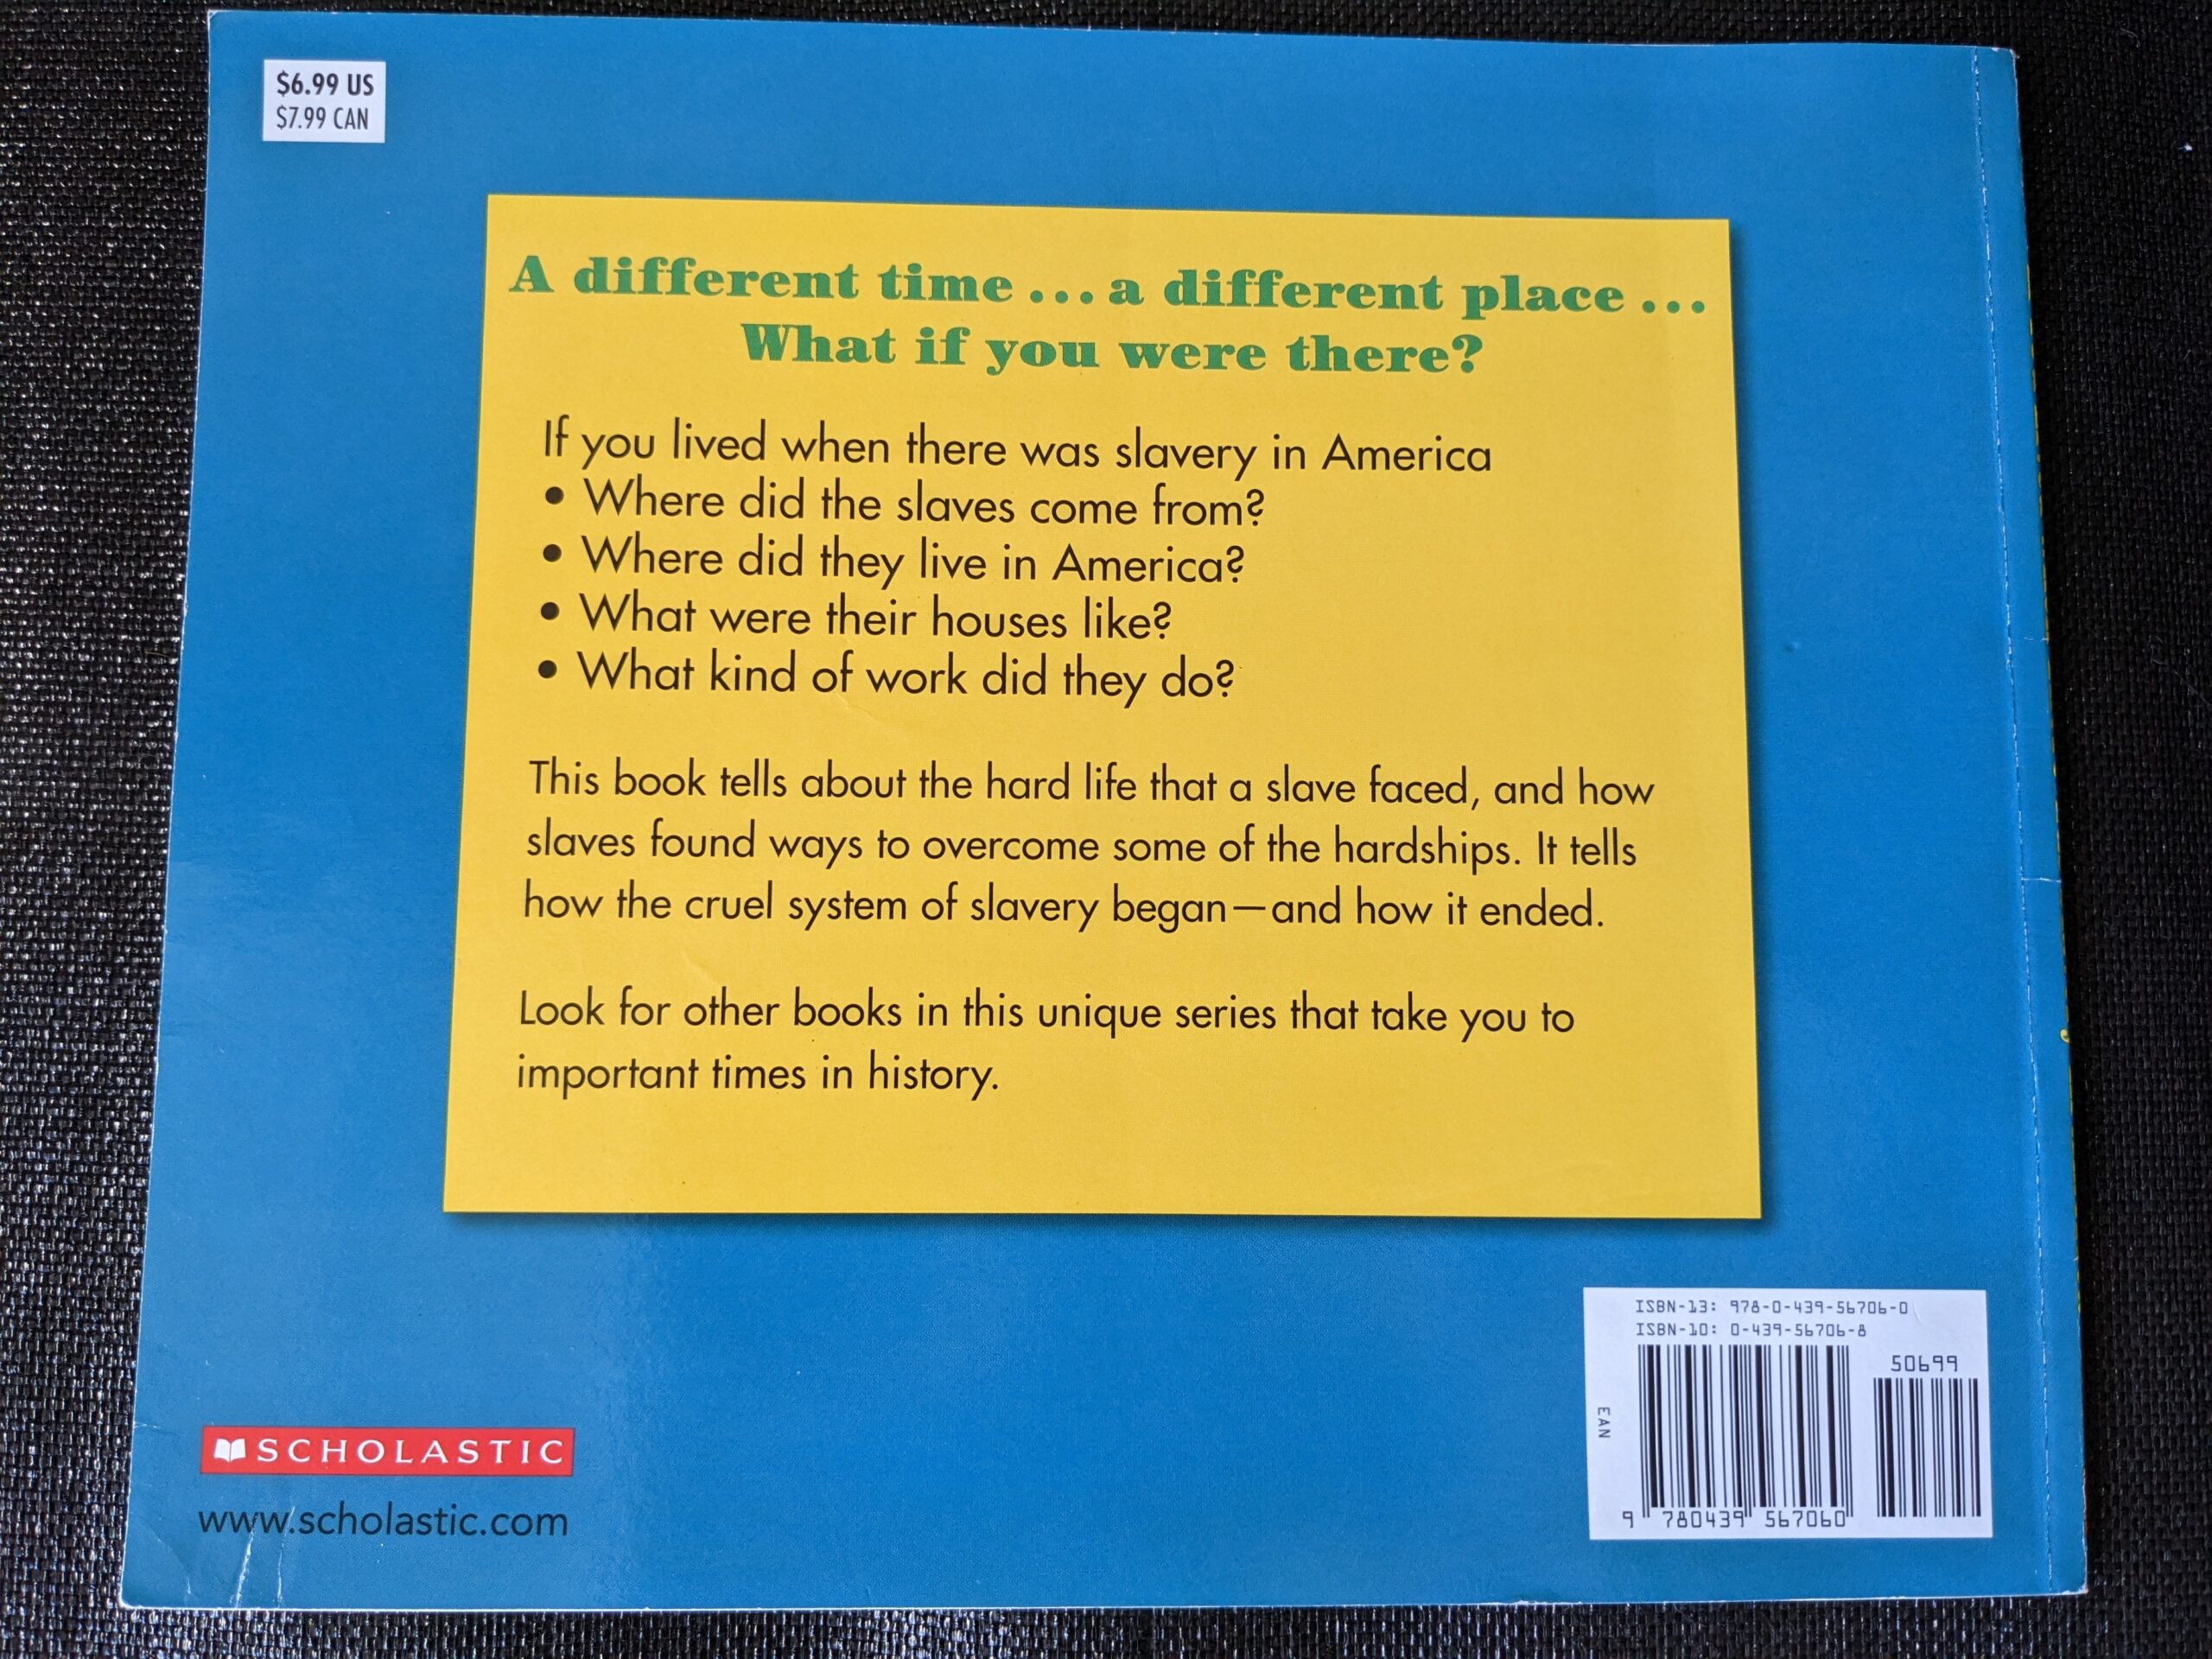 $6.99 US
$7.99 CAN
A different time ... a different place ...
What if you were there?
If you lived when there was slavery in America
• Where did the slaves come from?
• Where did they live in America?
• What were their houses like?
• What kind of work did they do?
This book tells about the hard life that a slave faced, and how
slaves found ways to overcome some of the hardships. It tells
how the cruel system of slavery began—and how it ended.
Look for other books in this unique series that take you to
important times in history.
SCHOLASTIC
www.scholastic.com
ISBN-13: 978-0-439-56706-0
ISBN-10: 0-439-56706-8
50699
EAN
9 780439 567060